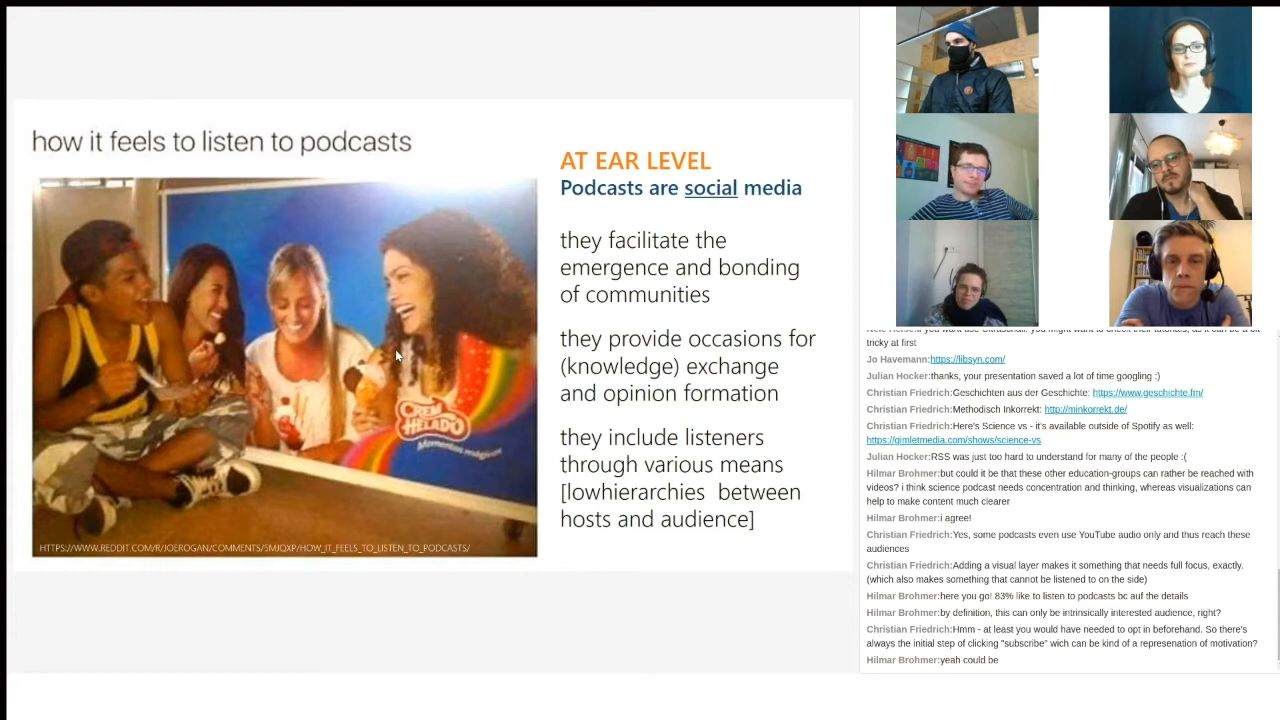 how it feels to listen to podcasts
CREM
HELADO
Momentos mágicos
HTTPS://WWW.REDDIT.COM/R/JOEROGAN/COMMENTS/5MJQXP/HOW_IT_FEELS_TO_LISTEN_TO_PODCASTS/
AT EAR LEVEL
Podcasts are social media
they facilitate the
emergence and bonding
of communities
they provide occasions for
(knowledge) exchange
and opinion formation
they include listeners
through various means
[lowhierarchies between
hosts and audience]
tricky at first
Jo Havemann:https://libsyn.com/
Julian Hocker:thanks, your presentation saved a lot of time googling :)
Christian Friedrich:Geschichten aus der Geschichte: https://www.geschichte.fm/
Christian Friedrich:Methodisch Inkorrekt: http://minkorrekt.de/
Christian Friedrich:Here's Science vs - it's available outside of Spotify as well:
https://gimletmedia.com/shows/science-vs
Julian Hocker:RSS was just too hard to understand for many of the people :(
Hilmar Brohmer:but could it be that these other education-groups can rather be reached with
videos? i think science podcast needs concentration and thinking, whereas visualizations can
help to make content much clearer
Hilmar Brohmer:i agree!
Christian Friedrich:Yes, some podcasts even use YouTube audio only and thus reach these
audiences
Christian Friedrich:Adding a visual layer makes it something that needs full focus, exactly.
(which also makes something that cannot be listened to on the side)
Hilmar Brohmer:here you go! 83% like to listen to podcasts bc auf the details
Hilmar Brohmer:by definition, this can only be intrinsically interested audience, right?
Christian Friedrich:Hmm - at least you would have needed to opt in beforehand. So there's
always the initial step of clicking "subscribe" wich can be kind of a represenation of motivation?
Hilmar Brohmer:yeah could be